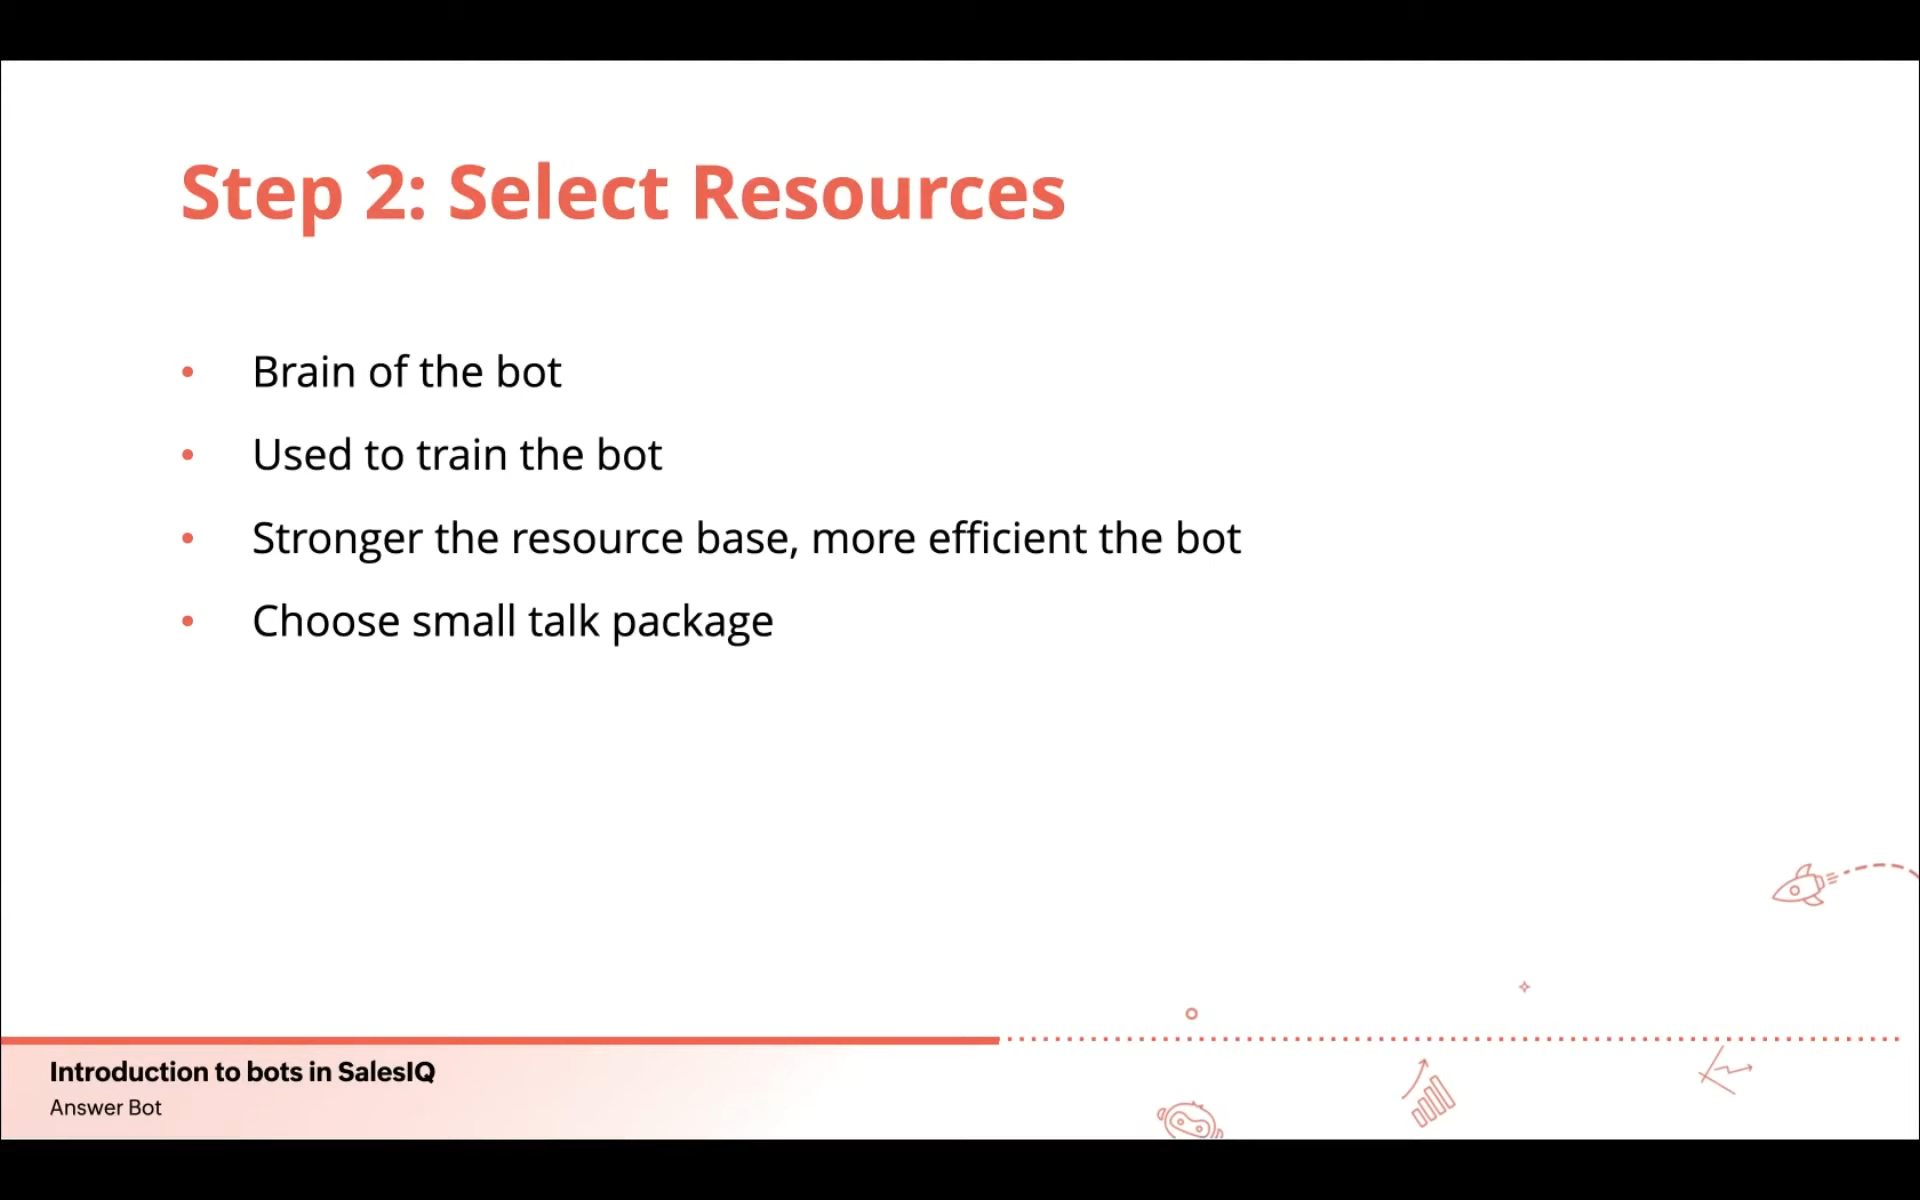 Step 2: Select Resources
• Brain of the bot
• Used to train the bot
• Stronger the resource base, more efficient the bot
• Choose small talk package
Introduction to bots in SalesIQ
Answer Bot